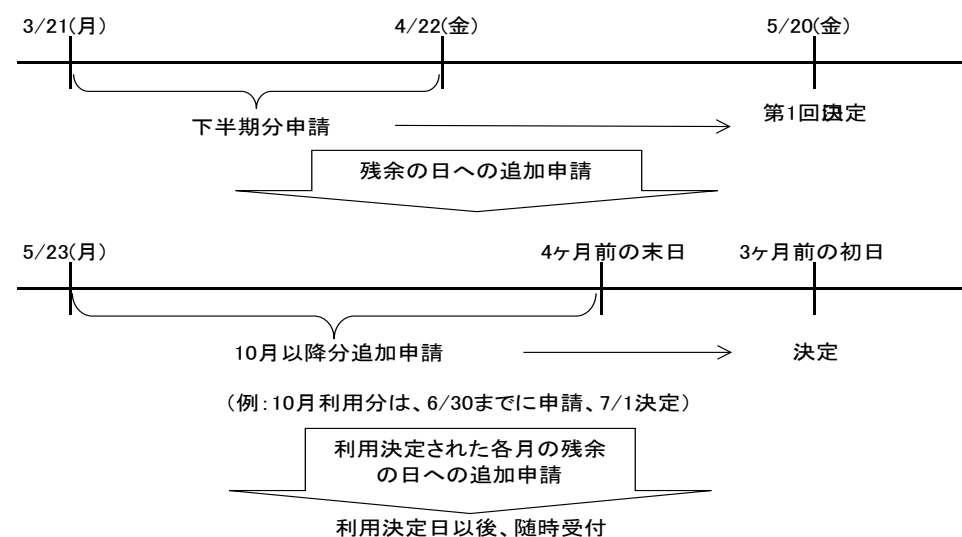 3/21(月) 4/22(金) 5/20(金)
下半期分申請 第1回決定
残余の日への追加申請
5/23(月) 4ヶ月前の末日 3ヶ月前の初日
10月以降分追加申請 決定
(例:10月利用分は、6/30までに申請、7/1決定)
利用決定された各月の残余
の日への追加申請
利用決定日以後、随時受付